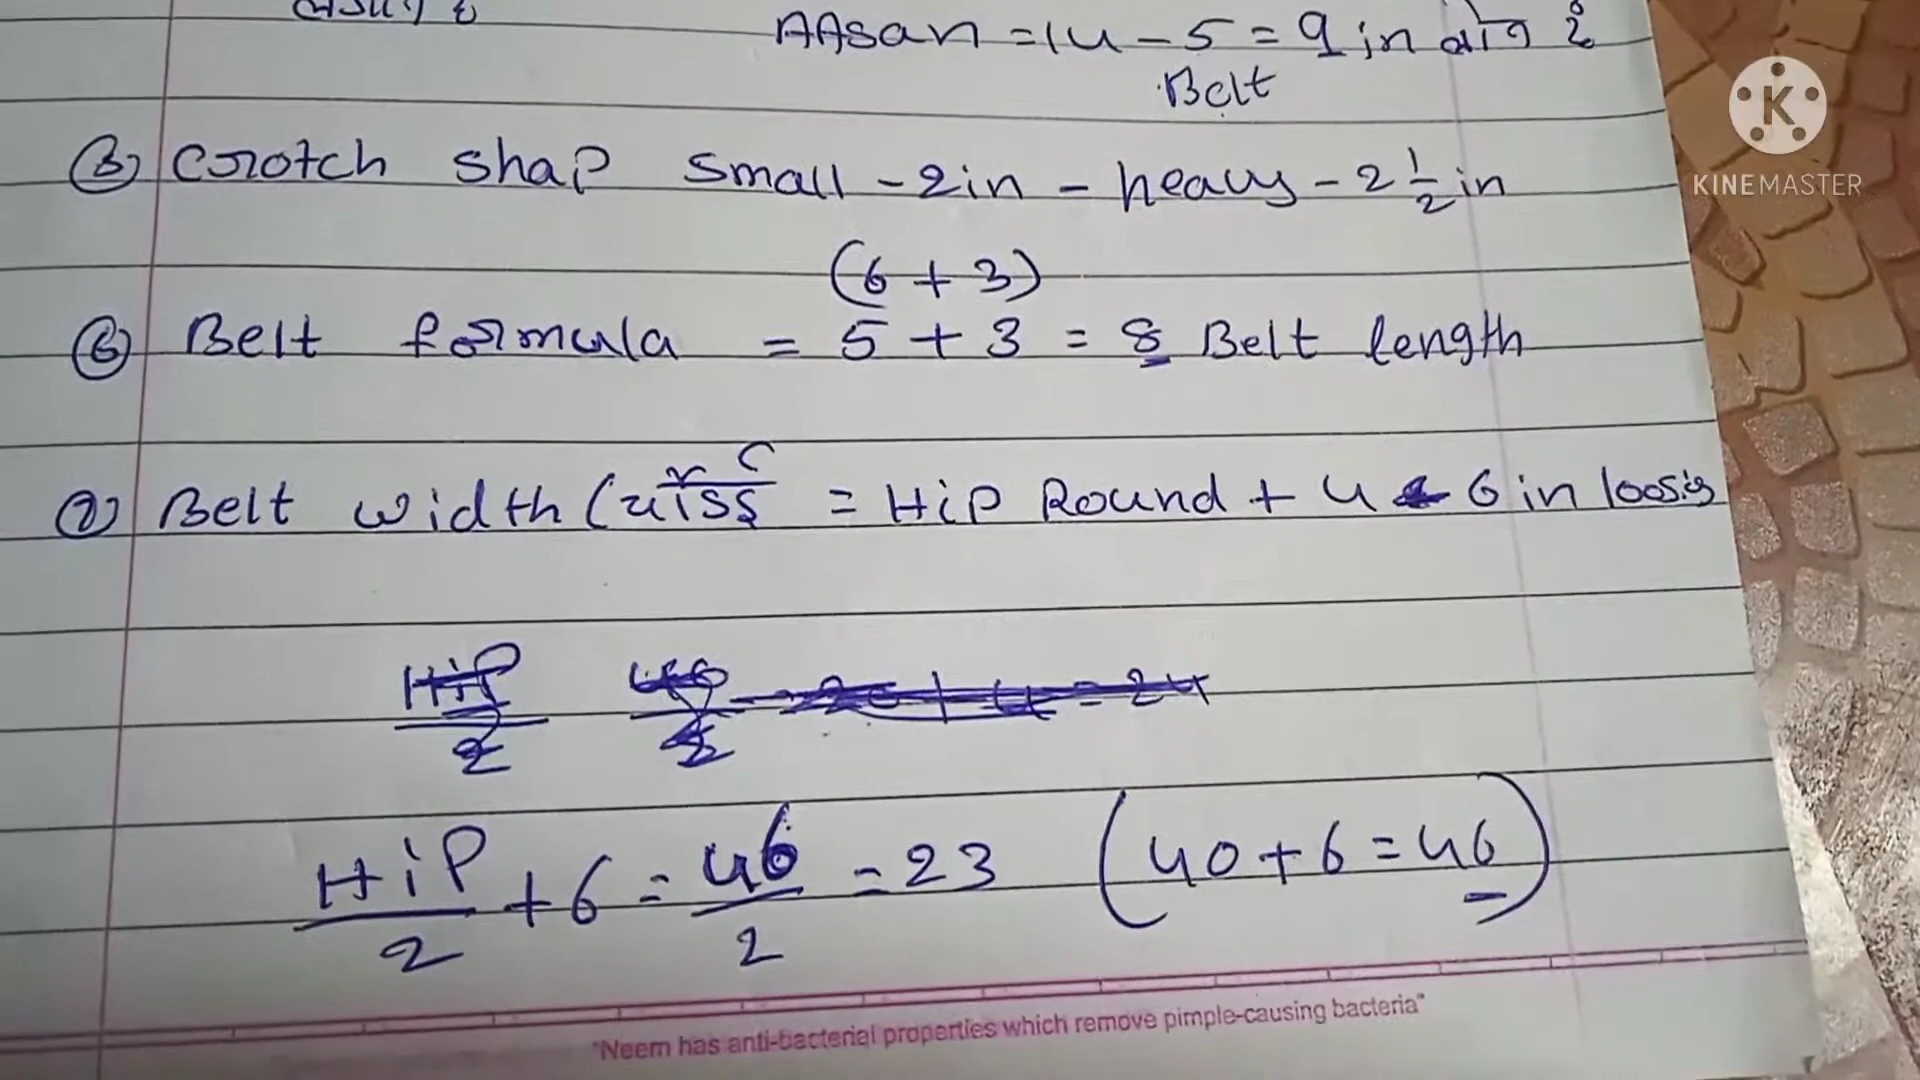 AAsan = 14 - 5 = 9 in
Belt
KINEMASTER
Crotch shap small - 2in - heavy - 2 1/2 in
(6 + 3)
⑥ Belt formula = 5 + 3 = 8 Belt length
⑦ Belt width ( = Hip Round + 4 6 in
Hip/2
Hip/2 + 6 = 46/2 = 23 (40 + 6 = 46)
"Neem has anti-bacterial properties which remove pimple-causing bacteria"